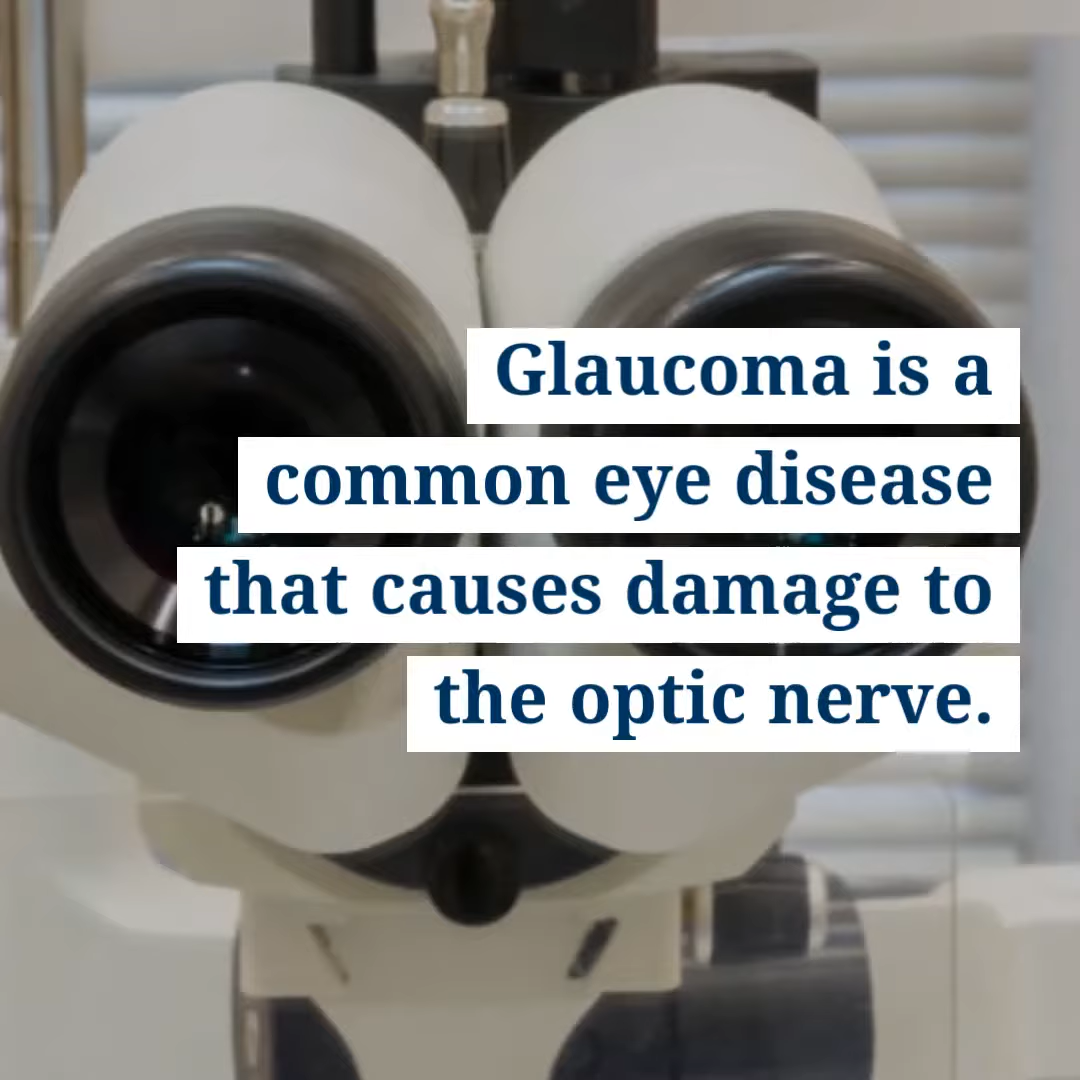 Glaucoma is a
common eye disease
that causes damage to
the optic nerve.